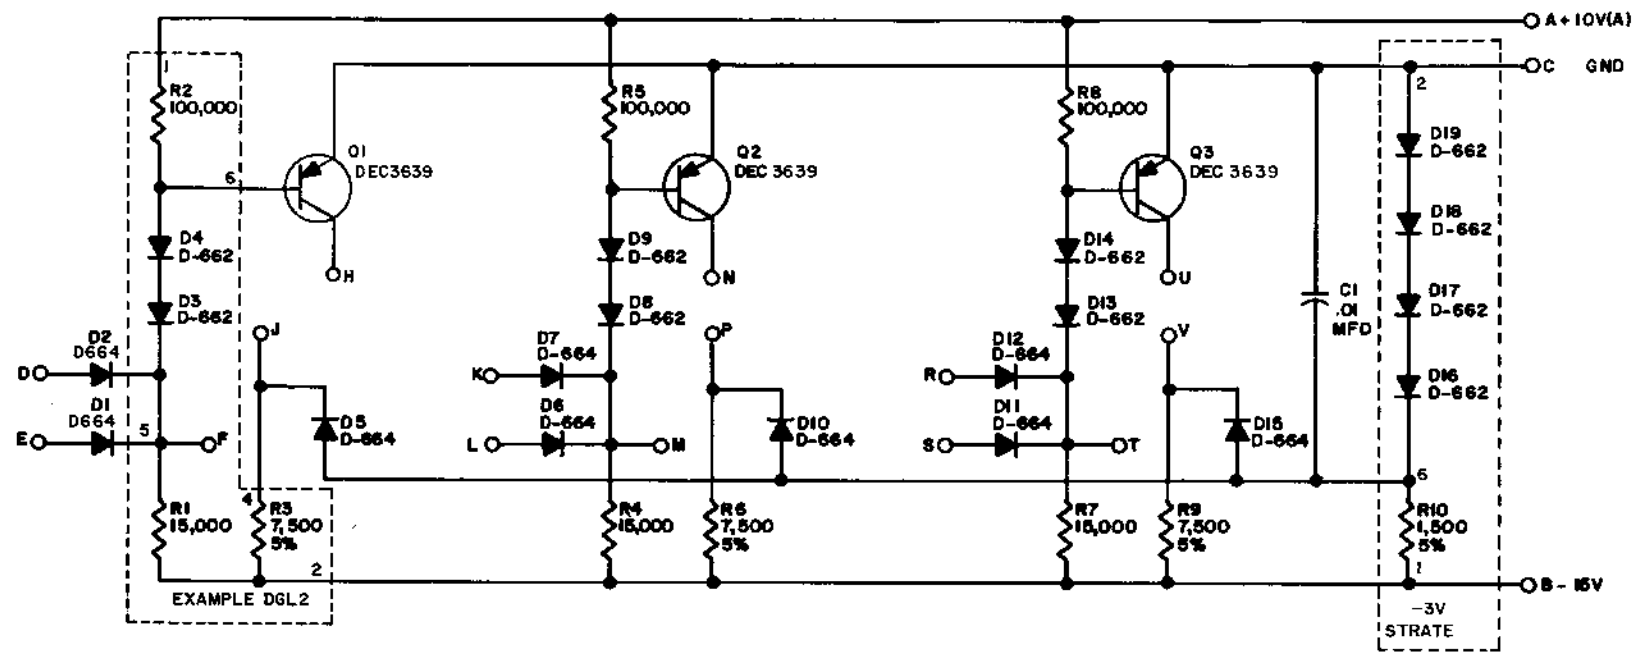 A+10V(A)
C GND
1
R2
100,000
R5
100,000
R8
100,000
2
D19
D-662
Q1
DEC3639
Q2
DEC 3639
Q3
DEC 3639
6
D18
D-662
D4
D-662
D9
D-662
D14
D-662
H
N
U
D3
D-662
D8
D-662
D13
D-662
D17
D-662
C1
.01
MFD
J
P
V
D2
D664
D7
D-664
D12
D-664
D
K
R
D16
D-662
D1
D664
D6
D-664
D11
D-664
E
5
F
D5
D-664
L
M
D10
D-664
S
T
D15
D-664
6
4
R1
15,000
R3
7,500
5%
R4
15,000
R6
7,500
5%
R7
15,000
R9
7,500
5%
R10
1,500
5%
2
1
B-15V
EXAMPLE DGL2
-3V
STRATE